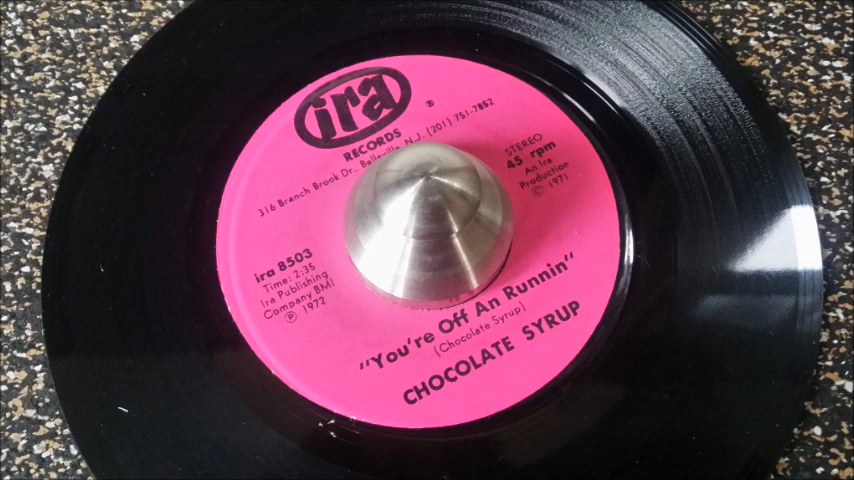 ira ®
RECORDS
316 Branch Brook Dr., Belleville, N.J. (201) 751-7852
STEREO
45 rpm
An Ira
Production
© 1971
ira 8503
Time: 2:35
Ira Publishing
Company BMI
℗ 1972
"You're Off An Runnin"
(Chocolate Syrup)
CHOCOLATE SYRUP